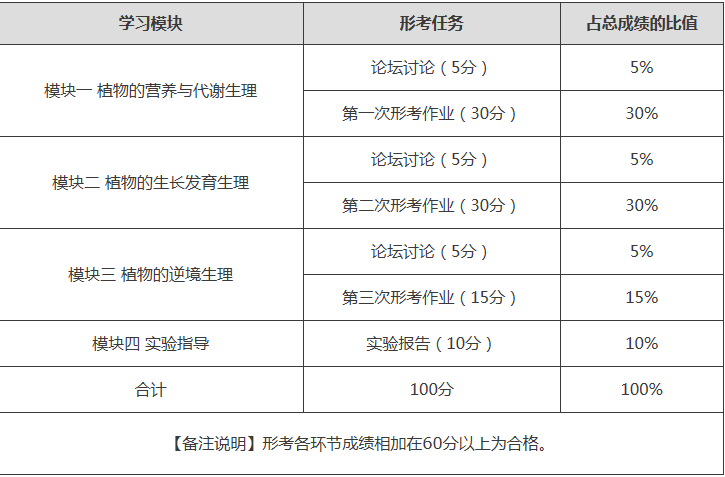 学习模块 形考任务 占总成绩的比值
模块一 植物的营养与代谢生理
论坛讨论（5分） 5%
第一次形考作业（30分） 30%
模块二 植物的生长发育生理
论坛讨论（5分） 5%
第二次形考作业（30分） 30%
模块三 植物的逆境生理
论坛讨论（5分） 5%
第三次形考作业（15分） 15%
模块四 实验指导 实验报告（10分） 10%
合计 100分 100%
【备注说明】形考各环节成绩相加在60分以上为合格。